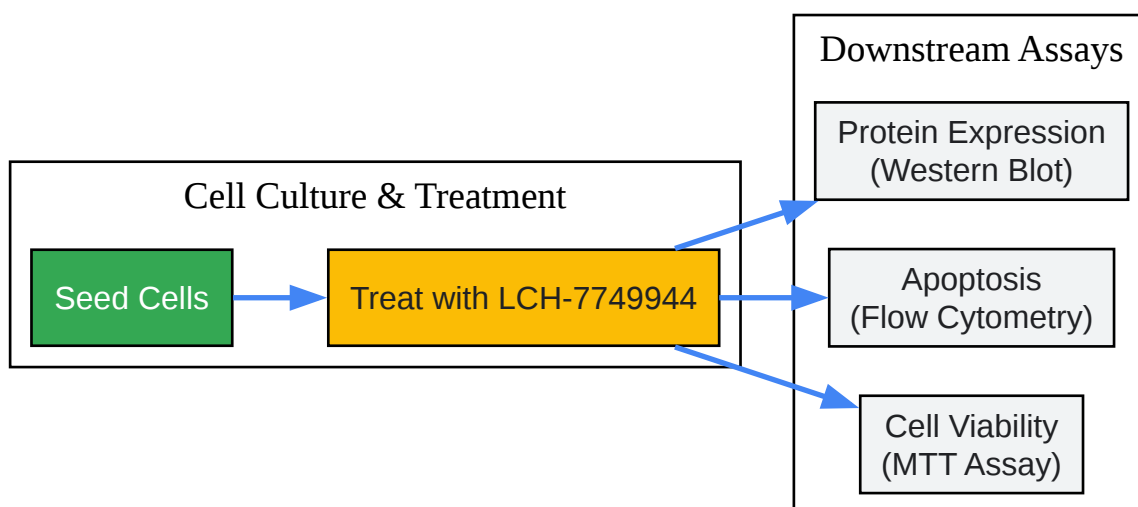 Cell Culture & Treatment
Seed Cells
Treat with LCH-7749944
Downstream Assays
Protein Expression
(Western Blot)
Apoptosis
(Flow Cytometry)
Cell Viability
(MTT Assay)